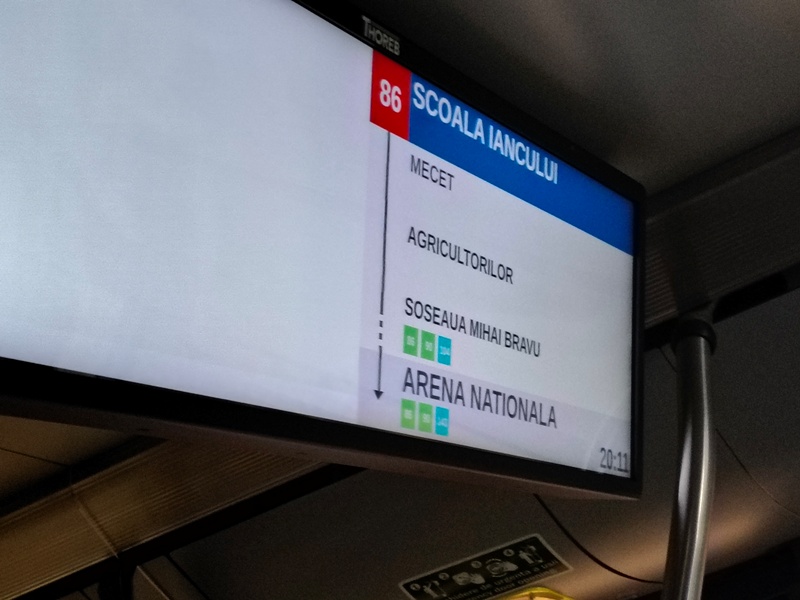 THOREB
86
SCOALA IANCULUI
MECET
AGRICULTORILOR
SOSEAUA MIHAI BRAVU
ARENA NATIONALA
20:11